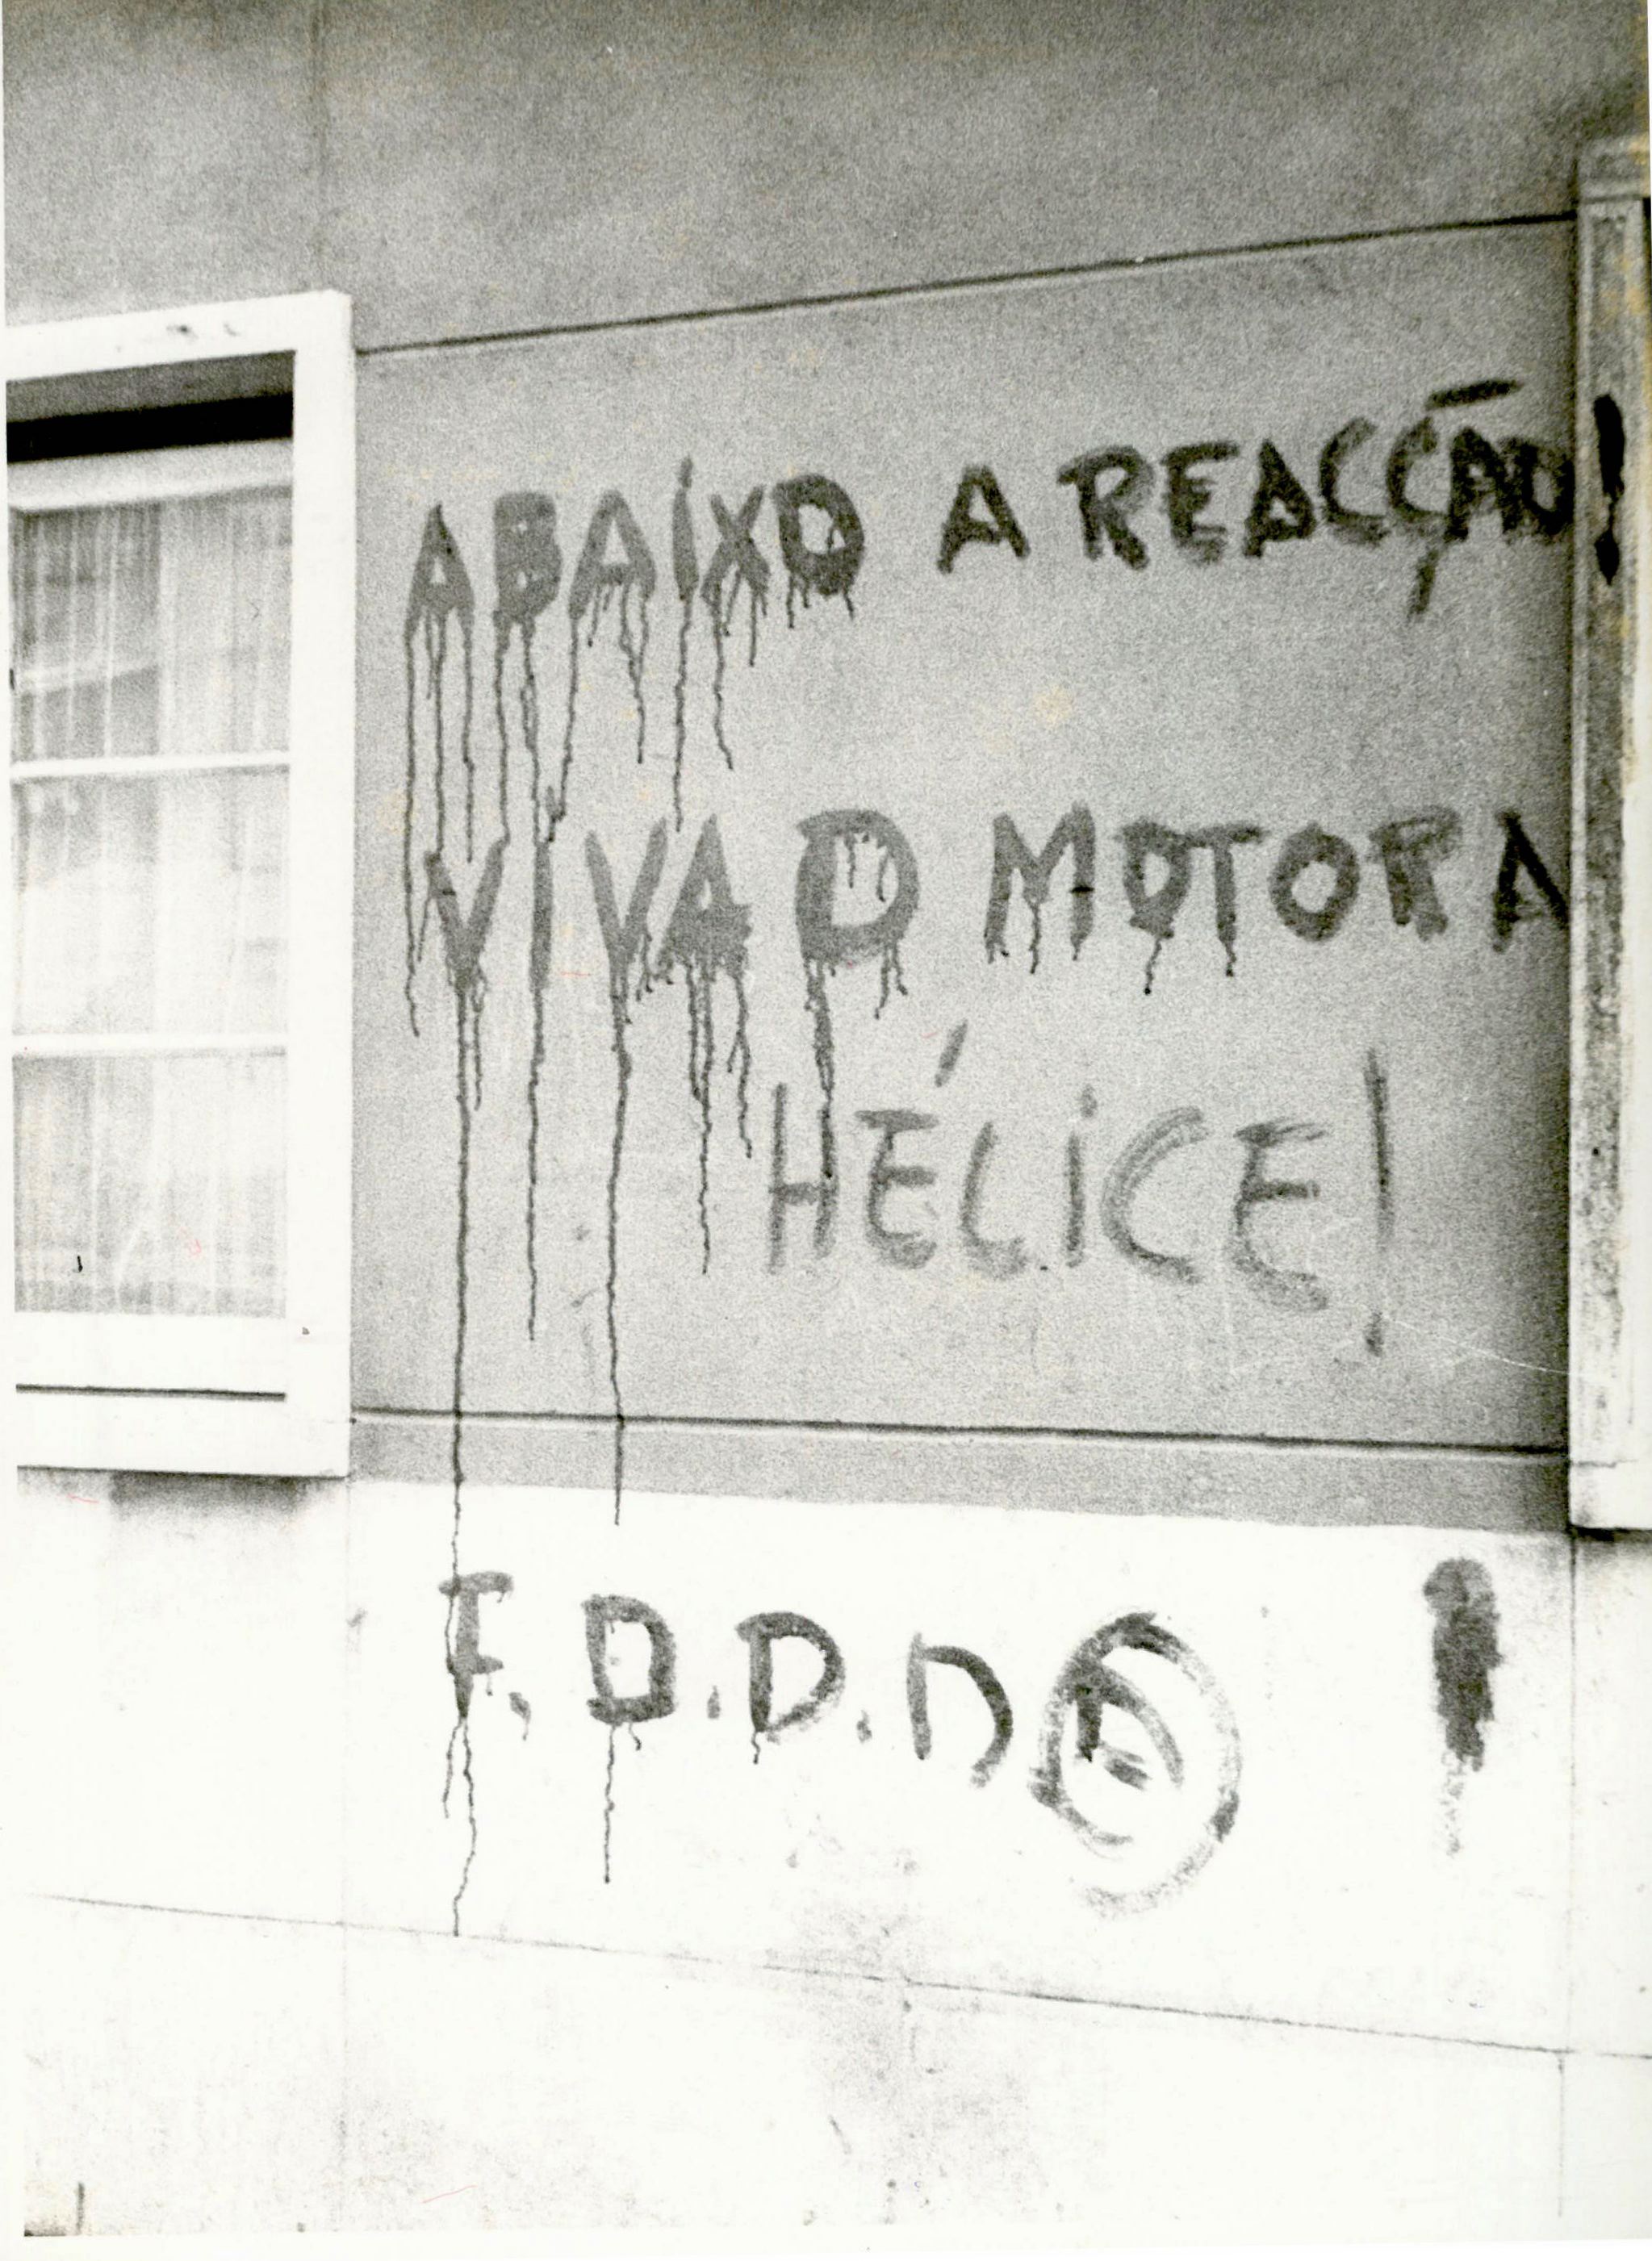 ABAIXO A REACÇÃO!
VIVA O MOTOR A
HÉLICE!
F.O.D.D.A !